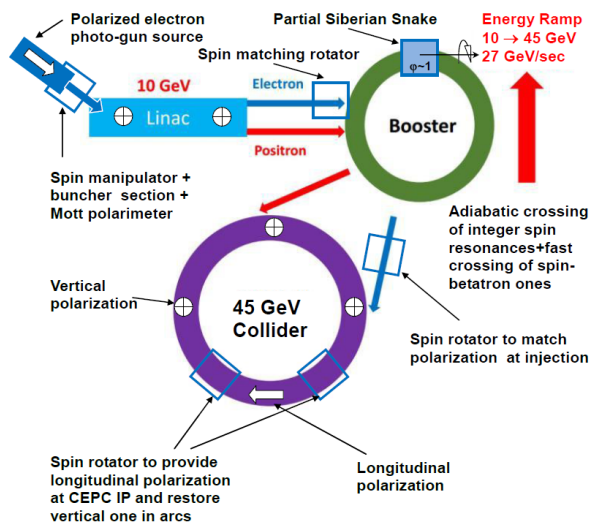 Polarized electron
photo-gun source
Partial Siberian Snake
Energy Ramp
10 → 45 GeV
27 GeV/sec
Spin matching rotator
φ~1
10 GeV
Electron
Linac
Booster
Positron
Spin manipulator +
buncher section +
Mott polarimeter
Adiabatic crossing
of integer spin
resonances+fast
crossing of spin-
betatron ones
Vertical
polarization
45 GeV
Collider
Spin rotator to match
polarization at injection
Spin rotator to provide
longitudinal polarization
at CEPC IP and restore
vertical one in arcs
Longitudinal
polarization